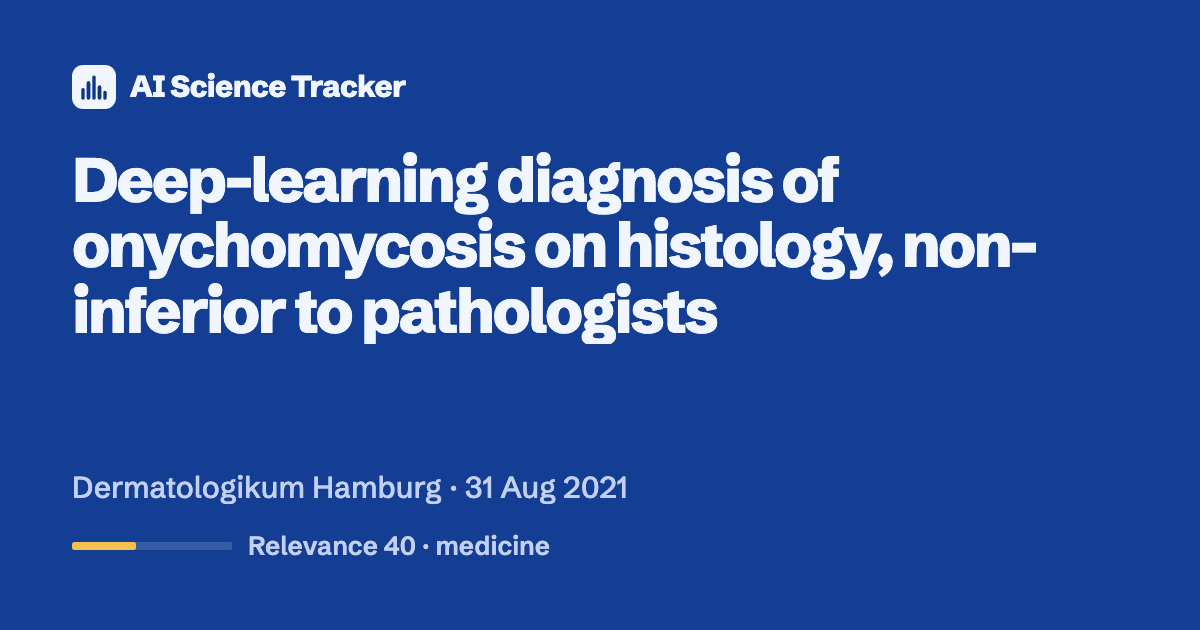 AI Science Tracker
Deep-learning diagnosis of
onychomycosis on histology, non-
inferior to pathologists
Dermatologikum Hamburg · 31 Aug 2021
Relevance 40 · medicine